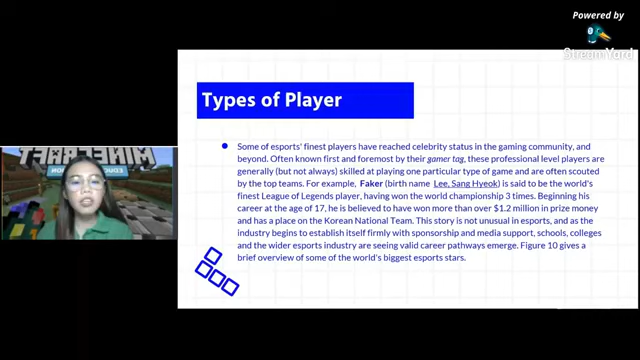 Powered by
StreamYard
Types of Player
MINECRAFT
EDUCATION
Some of esports' finest players have reached celebrity status in the gaming community, and
beyond. Often known first and foremost by their gamer tag, these professional level players are
generally (but not always) skilled at playing one particular type of game and are often scouted
by the top teams. For example, Faker (birth name Lee, Sang Hyeok) is said to be the world's
finest League of Legends player, having won the world championship 3 times. Beginning his
career at the age of 17, he is believed to have won more than over $1.2 million in prize money
and has a place on the Korean National Team. This story is not unusual in esports, and as the
industry begins to establish itself firmly with sponsorship and media support, schools, colleges
and the wider esports industry are seeing valid career pathways emerge. Figure 10 gives a
brief overview of some of the world's biggest esports stars.